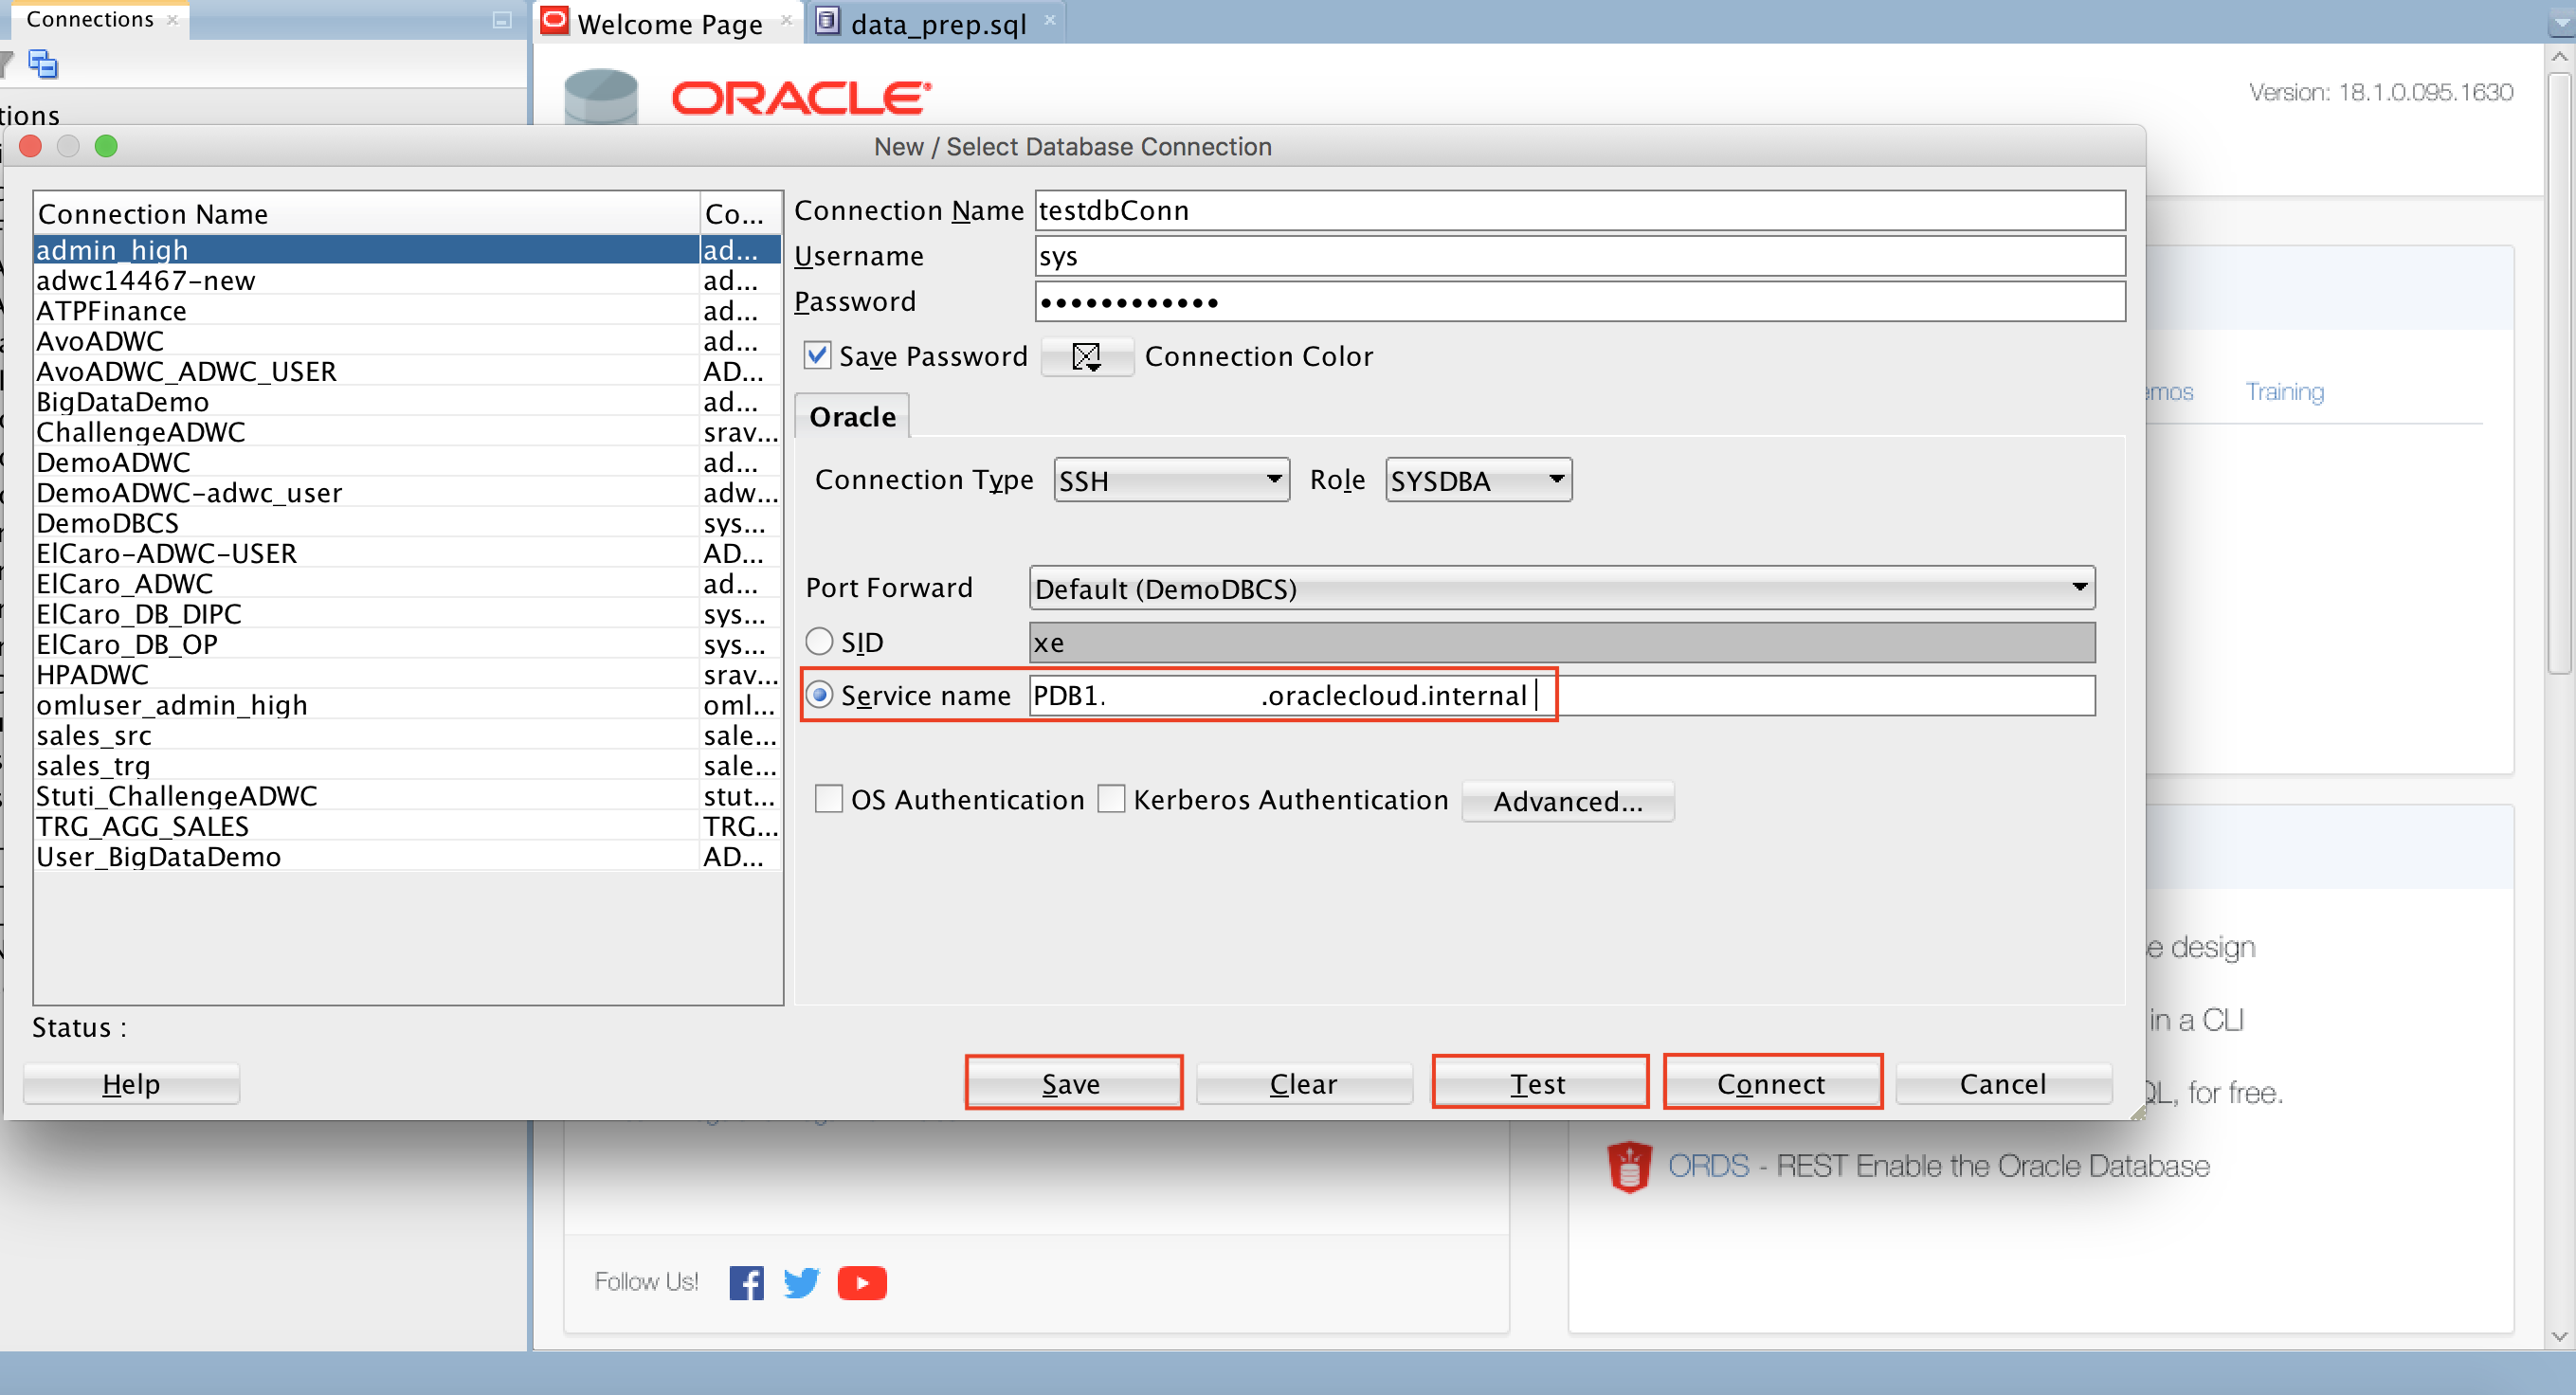 Connections
Welcome Page
data_prep.sql
ORACLE
Version: 18.1.0.095.1630
New / Select Database Connection
Connection Name Co...
admin_high ad...
adwc14467-new ad...
ATPFinance ad...
AvoADWC ad...
AvoADWC_ADWC_USER AD...
BigDataDemo ad...
ChallengeADWC srav...
DemoADWC ad...
DemoADWC-adwc_user adw...
DemoDBCS sys...
ElCaro-ADWC-USER AD...
ElCaro_ADWC ad...
ElCaro_DB_DIPC sys...
ElCaro_DB_OP sys...
HPADWC srav...
omluser_admin_high oml...
sales_src sale...
sales_trg sale...
Stuti_ChallengeADWC stut...
TRG_AGG_SALES TRG...
User_BigDataDemo AD...
Connection Name testdbConn
Username sys
Password ••••••••••••
Save Password Connection Color
Oracle
Connection Type SSH Role SYSDBA
Port Forward Default (DemoDBCS)
SID xe
Service name PDB1. .oraclecloud.internal
OS Authentication Kerberos Authentication Advanced...
Status :
Help Save Clear Test Connect Cancel
Training
design
in a CLI
, for free.
ORDS - REST Enable the Oracle Database
Follow Us!